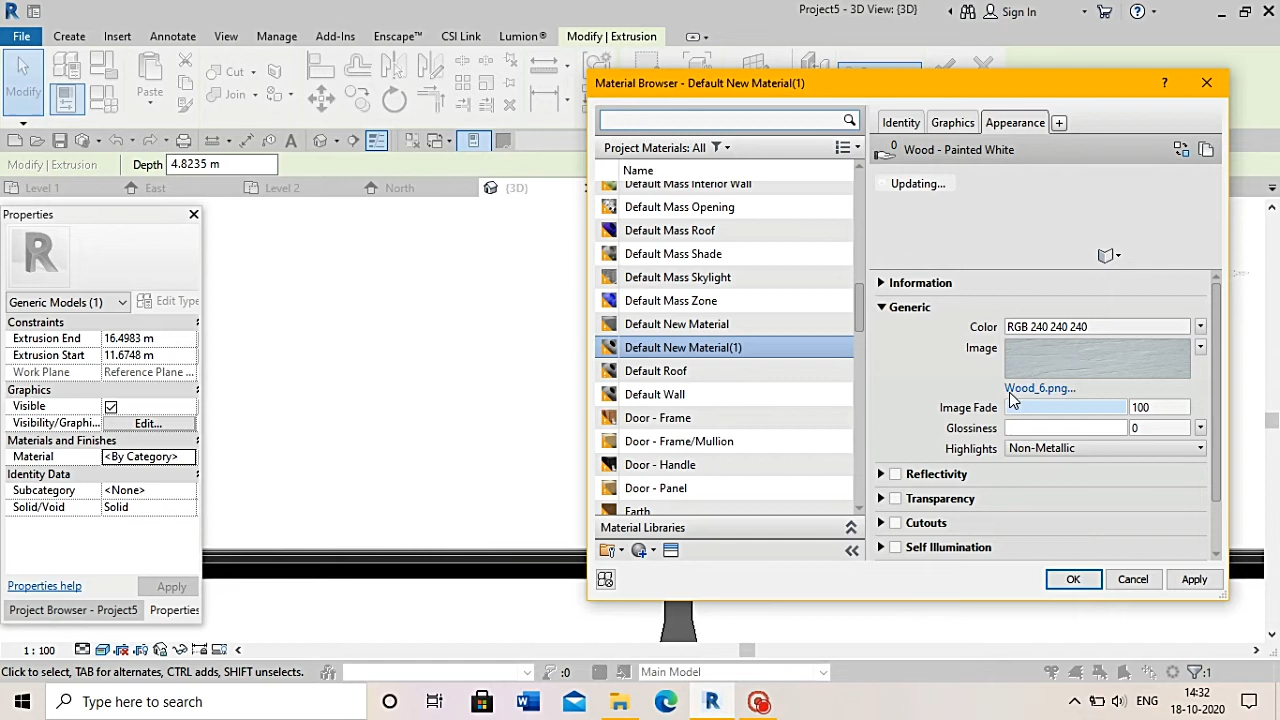 Project5 - 3D View: {3D}
Sign In
File Create Insert Annotate View Manage Add-Ins Enscape™ CSI Link Lumion® Modify | Extrusion
Modify
Paste
Cut
Join
Modify | Extrusion Depth 4.8235 m
Level 1 East Level 2 North {3D}
Properties
Generic Models (1) Edit Type
Constraints
Extrusion End 16.4983 m
Extrusion Start 11.6748 m
Work Plane Reference Plane ...
Graphics
Visible
Visibility/Graphi... Edit...
Materials and Finishes
Material <By Category>
Identity Data
Subcategory <None>
Solid/Void Solid
Properties help Apply
Project Browser - Project5 Properties
Material Browser - Default New Material(1)
Project Materials: All
Name
Default Mass Interior Wall
Default Mass Opening
Default Mass Roof
Default Mass Shade
Default Mass Skylight
Default Mass Zone
Default New Material
Default New Material(1)
Default Roof
Default Wall
Door - Frame
Door - Frame/Mullion
Door - Handle
Door - Panel
Earth
Material Libraries
Identity Graphics Appearance
0 Wood - Painted White
Updating...
Information
Generic
Color RGB 240 240 240
Image
Wood_6.png...
Image Fade 100
Glossiness 0
Highlights Non-Metallic
Reflectivity
Transparency
Cutouts
Self Illumination
OK Cancel Apply
1 : 100
Click to select, TAB for alternates, CTRL adds, SHIFT unselects. :0 Main Model :1
Type here to search
ENG
14:32
18-10-2020